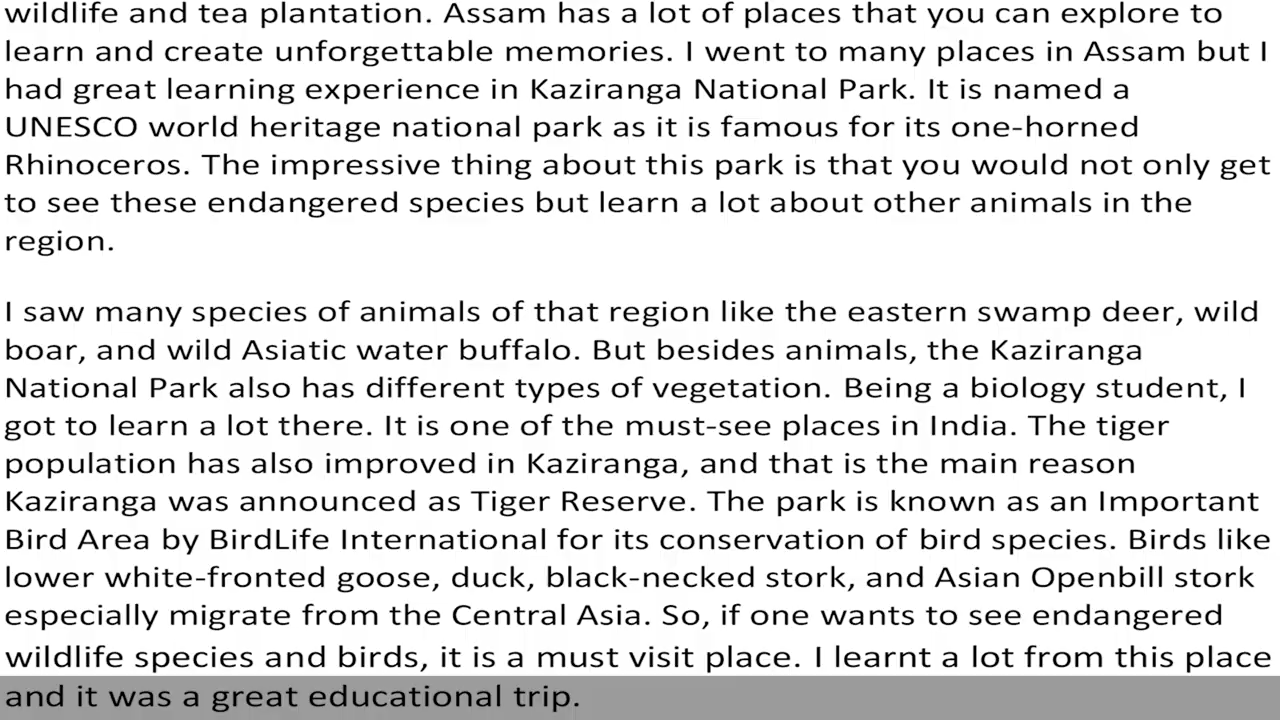 wildlife and tea plantation. Assam has a lot of places that you can explore to
learn and create unforgettable memories. I went to many places in Assam but I
had great learning experience in Kaziranga National Park. It is named a
UNESCO world heritage national park as it is famous for its one-horned
Rhinoceros. The impressive thing about this park is that you would not only get
to see these endangered species but learn a lot about other animals in the
region.
I saw many species of animals of that region like the eastern swamp deer, wild
boar, and wild Asiatic water buffalo. But besides animals, the Kaziranga
National Park also has different types of vegetation. Being a biology student, I
got to learn a lot there. It is one of the must-see places in India. The tiger
population has also improved in Kaziranga, and that is the main reason
Kaziranga was announced as Tiger Reserve. The park is known as an Important
Bird Area by BirdLife International for its conservation of bird species. Birds like
lower white-fronted goose, duck, black-necked stork, and Asian Openbill stork
especially migrate from the Central Asia. So, if one wants to see endangered
wildlife species and birds, it is a must visit place. I learnt a lot from this place
and it was a great educational trip.